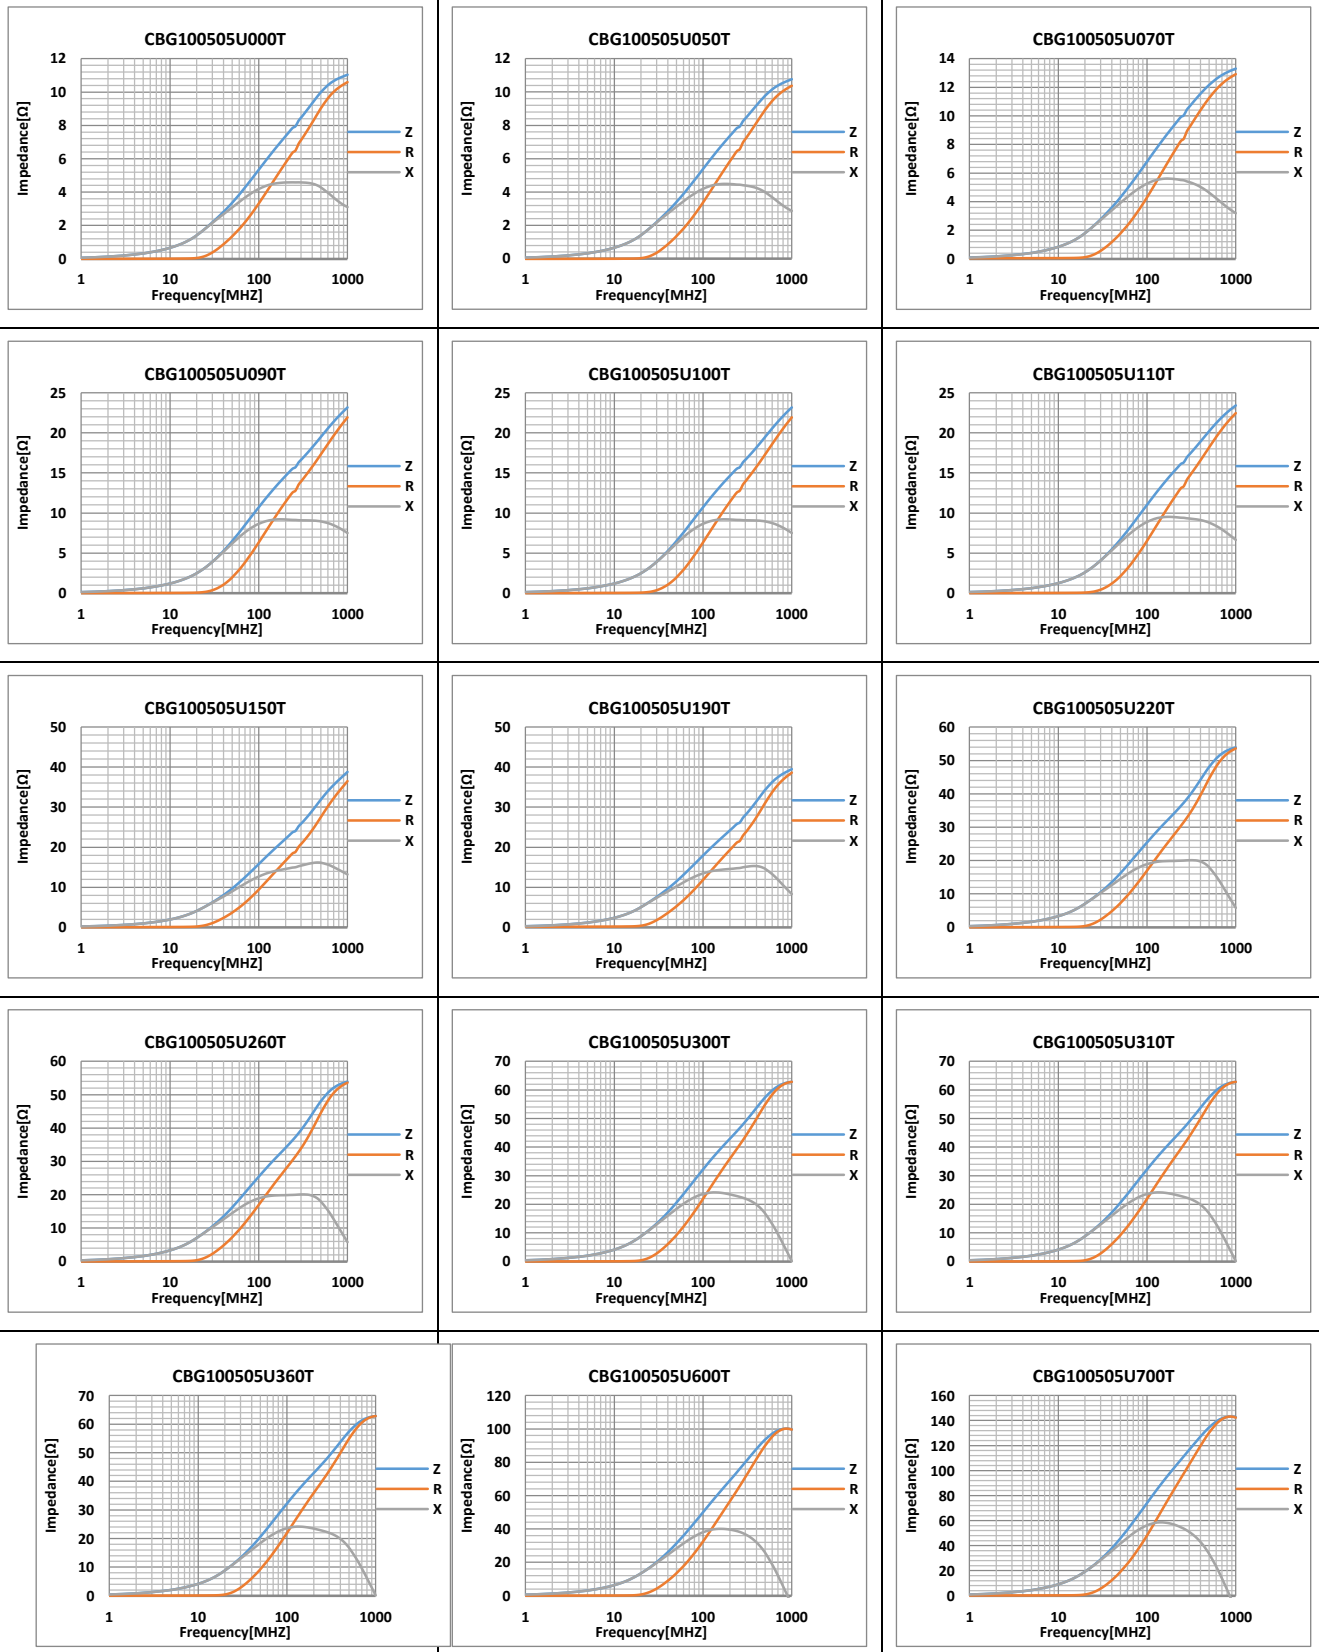 CBG100505U000T
Impedance[Ω]
12
10
8
6
4
2
0
1 10 100 1000
Frequency[MHZ]
Z
R
X
CBG100505U050T
Impedance[Ω]
12
10
8
6
4
2
0
1 10 100 1000
Frequency[MHZ]
Z
R
X
CBG100505U070T
Impedance[Ω]
14
12
10
8
6
4
2
0
1 10 100 1000
Frequency[MHZ]
Z
R
X
CBG100505U090T
Impedance[Ω]
25
20
15
10
5
0
1 10 100 1000
Frequency[MHZ]
Z
R
X
CBG100505U100T
Impedance[Ω]
25
20
15
10
5
0
1 10 100 1000
Frequency[MHZ]
Z
R
X
CBG100505U110T
Impedance[Ω]
25
20
15
10
5
0
1 10 100 1000
Frequency[MHZ]
Z
R
X
CBG100505U150T
Impedance[Ω]
50
40
30
20
10
0
1 10 100 1000
Frequency[MHZ]
Z
R
X
CBG100505U190T
Impedance[Ω]
50
40
30
20
10
0
1 10 100 1000
Frequency[MHZ]
Z
R
X
CBG100505U220T
Impedance[Ω]
60
50
40
30
20
10
0
1 10 100 1000
Frequency[MHZ]
Z
R
X
CBG100505U260T
Impedance[Ω]
60
50
40
30
20
10
0
1 10 100 1000
Frequency[MHZ]
Z
R
X
CBG100505U300T
Impedance[Ω]
70
60
50
40
30
20
10
0
1 10 100 1000
Frequency[MHZ]
Z
R
X
CBG100505U310T
Impedance[Ω]
70
60
50
40
30
20
10
0
1 10 100 1000
Frequency[MHZ]
Z
R
X
CBG100505U360T
Impedance[Ω]
70
60
50
40
30
20
10
0
1 10 100 1000
Frequency[MHZ]
Z
R
X
CBG100505U600T
Impedance[Ω]
120
100
80
60
40
20
0
1 10 100 1000
Frequency[MHZ]
Z
R
X
CBG100505U700T
Impedance[Ω]
160
140
120
100
80
60
40
20
0
1 10 100 1000
Frequency[MHZ]
Z
R
X